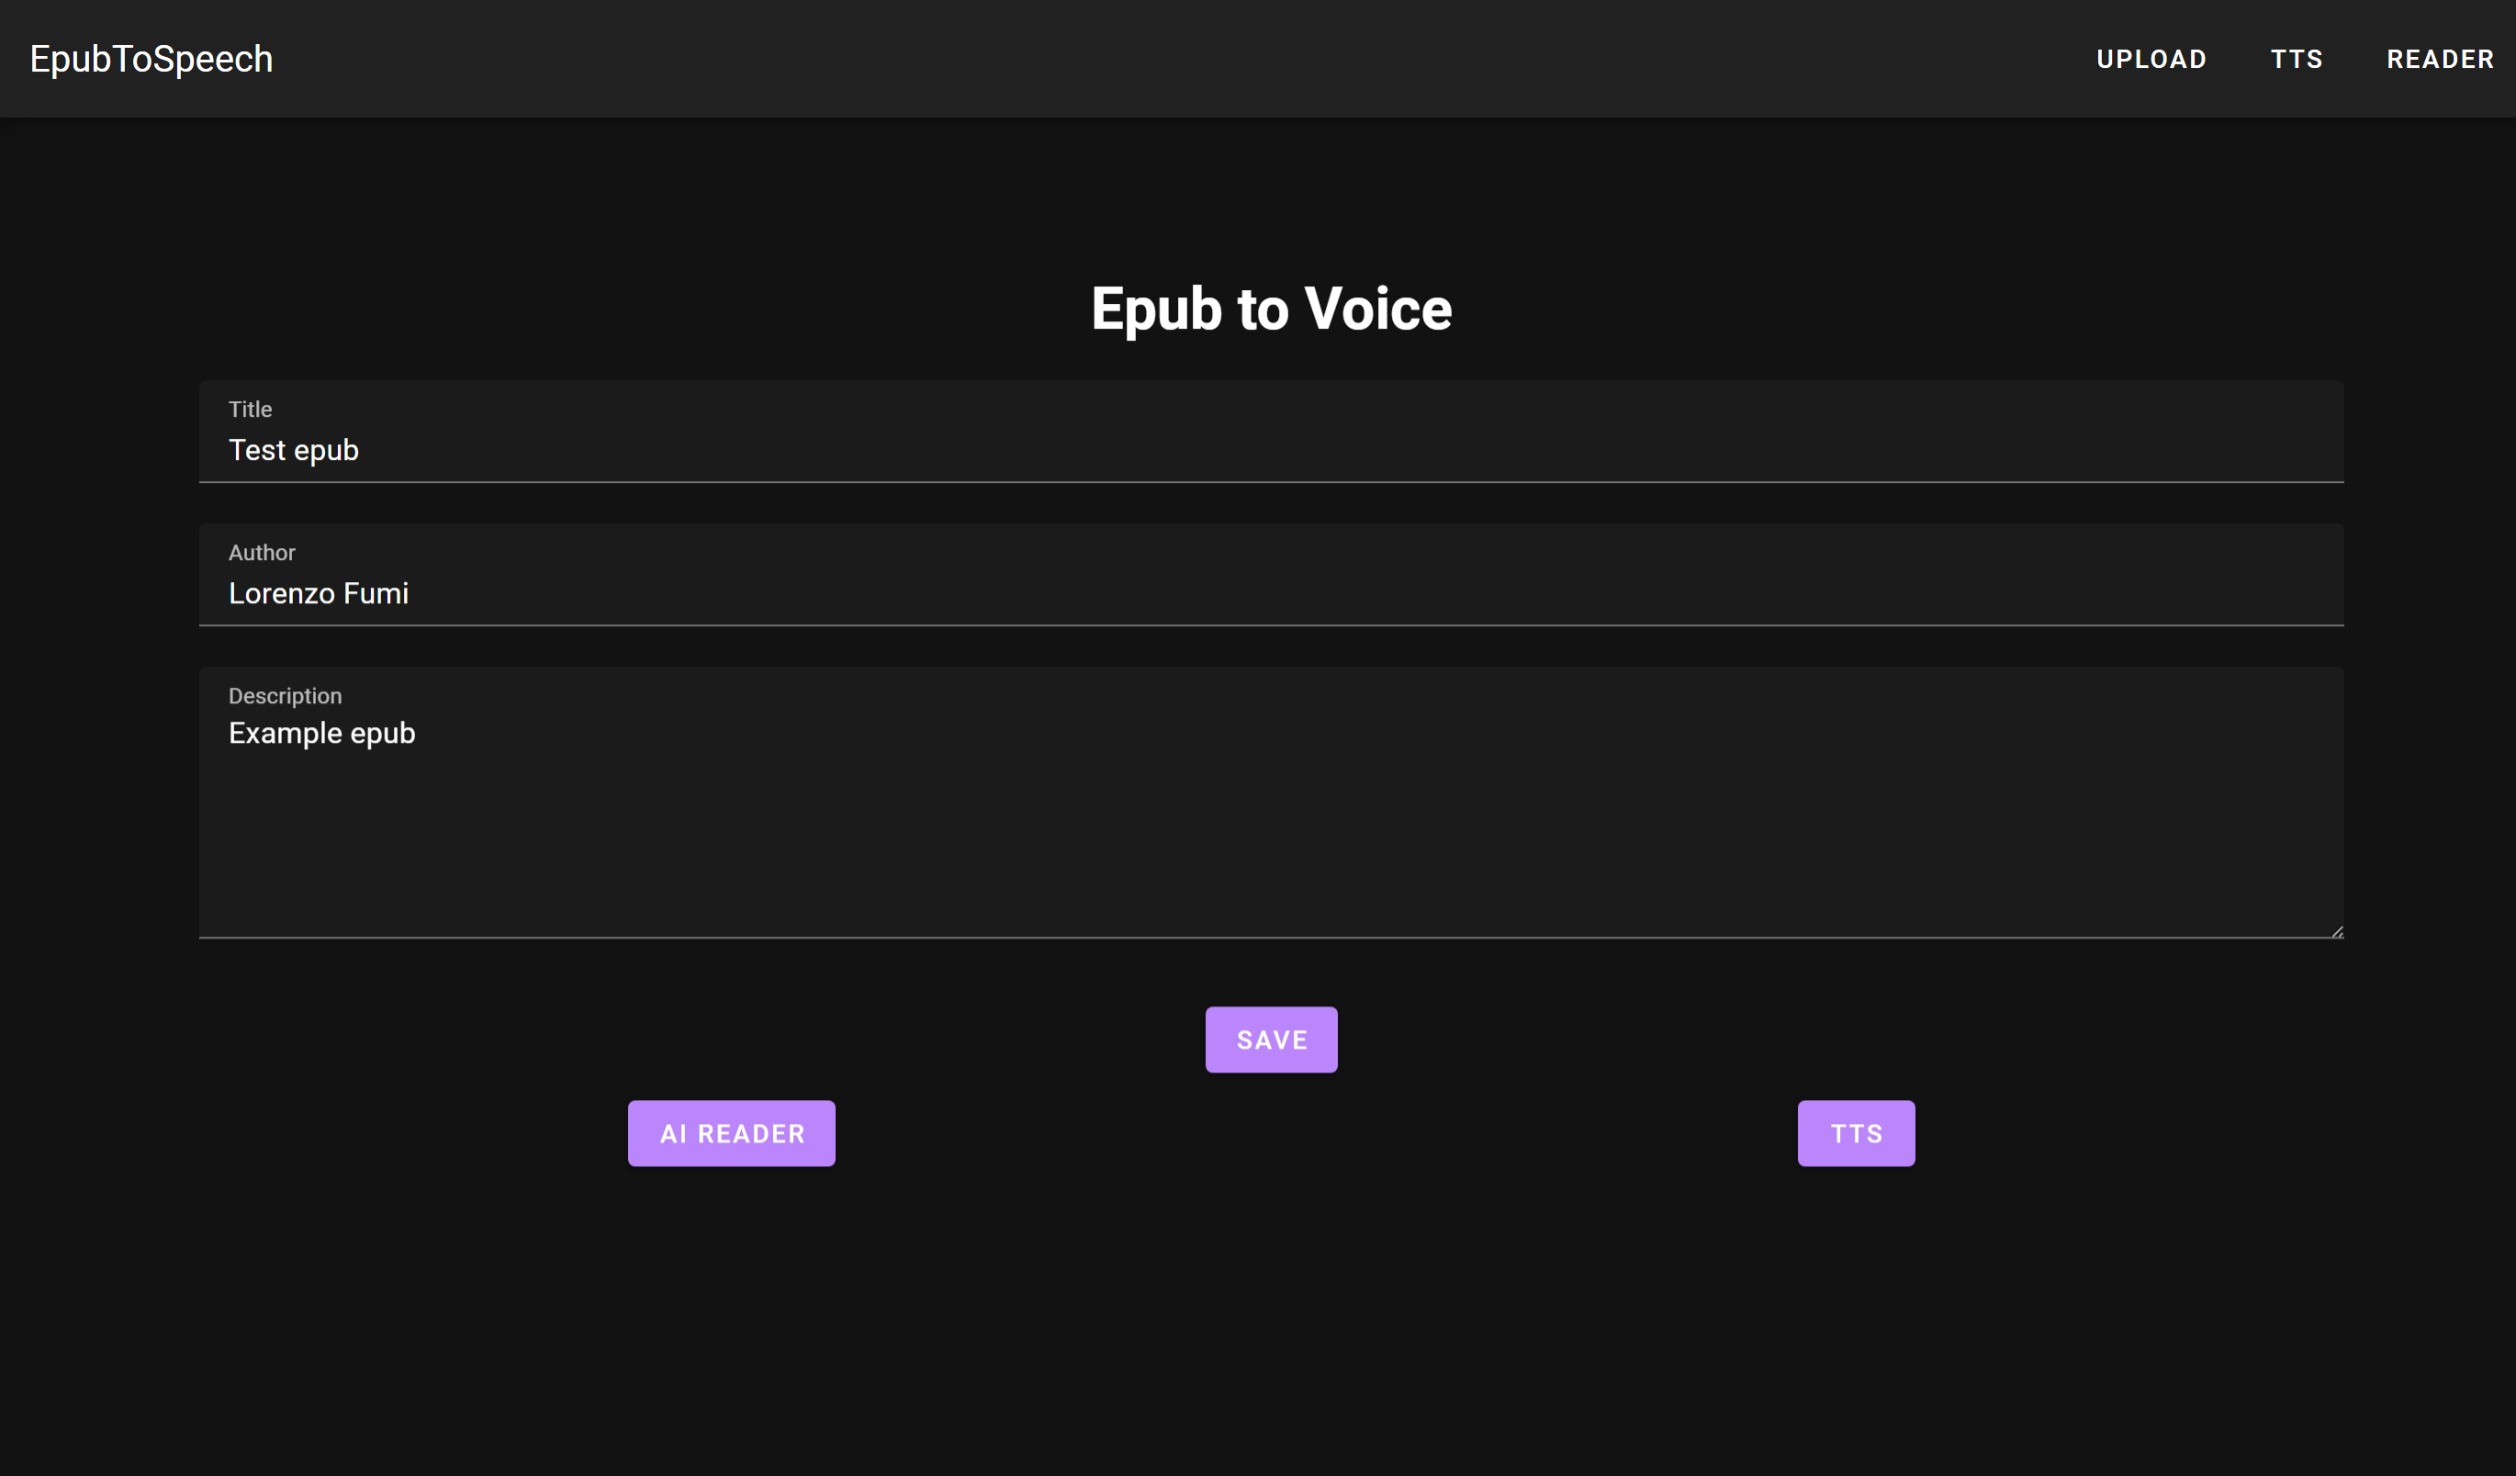 EpubToSpeech
UPLOAD TTS READER
Epub to Voice
Title
Test epub
Author
Lorenzo Fumi
Description
Example epub
SAVE
AI READER
TTS